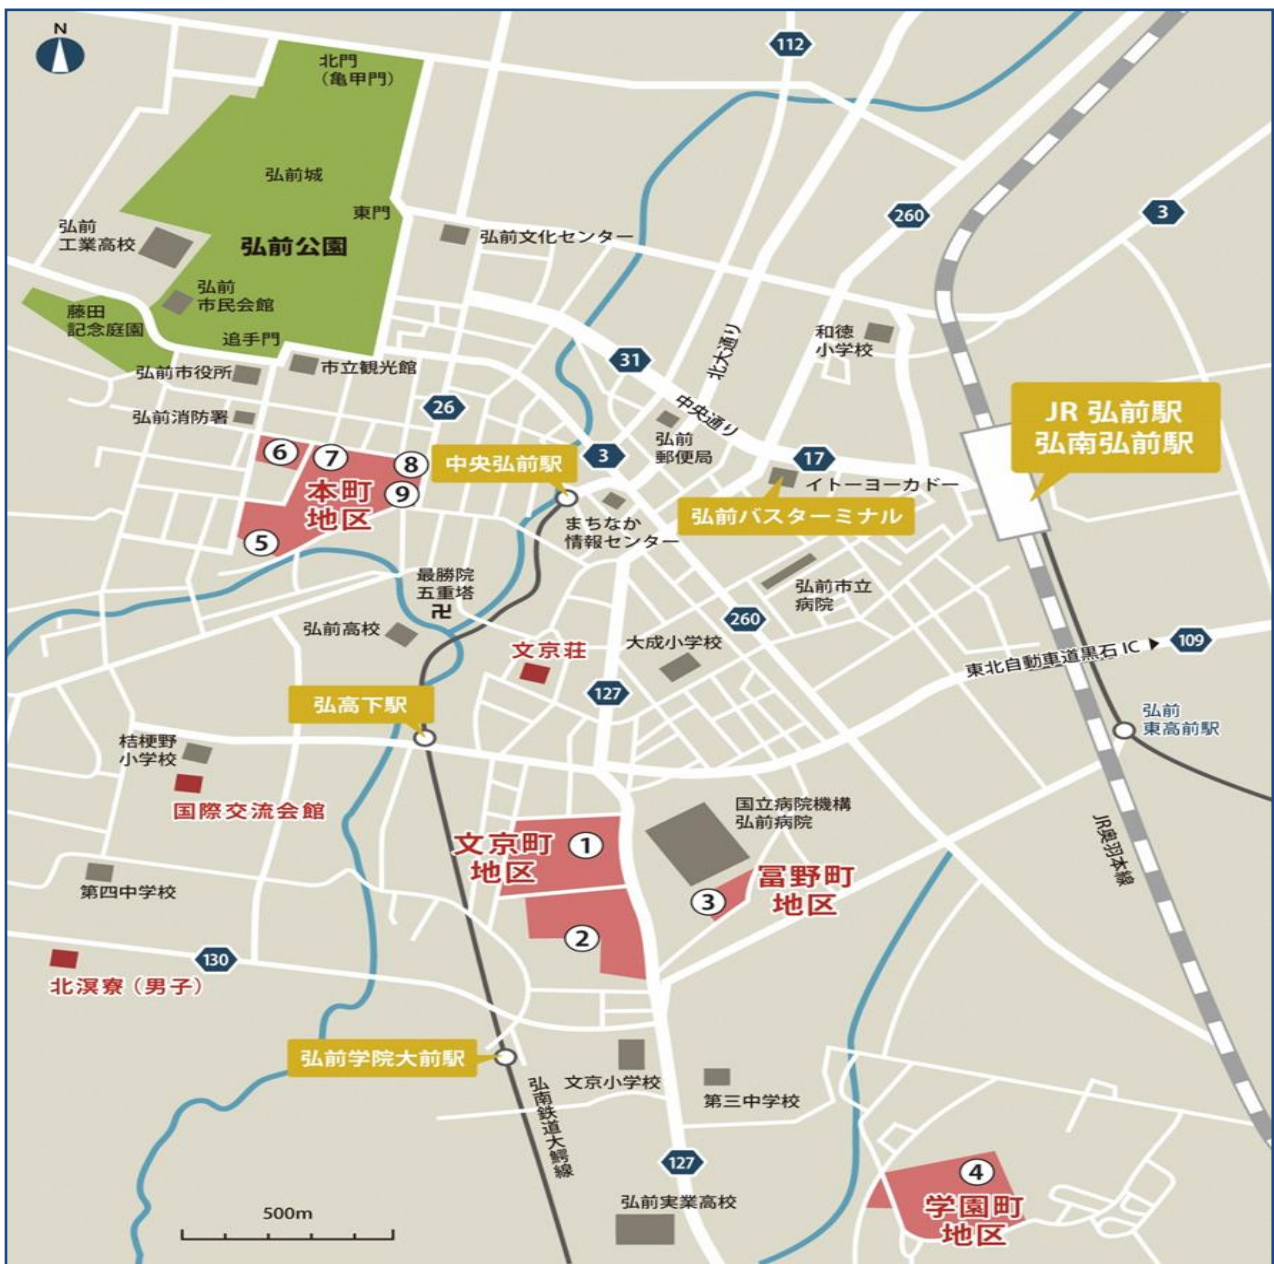 N
北門
(亀甲門)
112
弘前城
東門
260
3
弘前
工業高校
弘前公園
弘前文化センター
弘前
市民会館
藤田
記念庭園
追手門
和徳
小学校
北大通り
31
弘前市役所
市立観光館
中央通り
26
JR 弘前駅
弘南弘前駅
弘前消防署
弘前
郵便局
6
7
8
9
中央弘前駅
3
17
イトーヨーカドー
本町
地区
弘前バスターミナル
まちなか
情報センター
5
最勝院
五重塔
卍
弘前市立
病院
260
弘前高校
文京荘
大成小学校
109
東北自動車道黒石 IC ▶
127
弘高下駅
弘前
東高前駅
桔梗野
小学校
国際交流会館
国立病院機構
弘前病院
文京町
地区
1
JR奥羽本線
冨野町
地区
3
第四中学校
2
130
北溟寮(男子)
弘前学院大前駅
文京小学校
第三中学校
弘南鉄道大鰐線
127
4
学園町
地区
弘前実業高校
500m